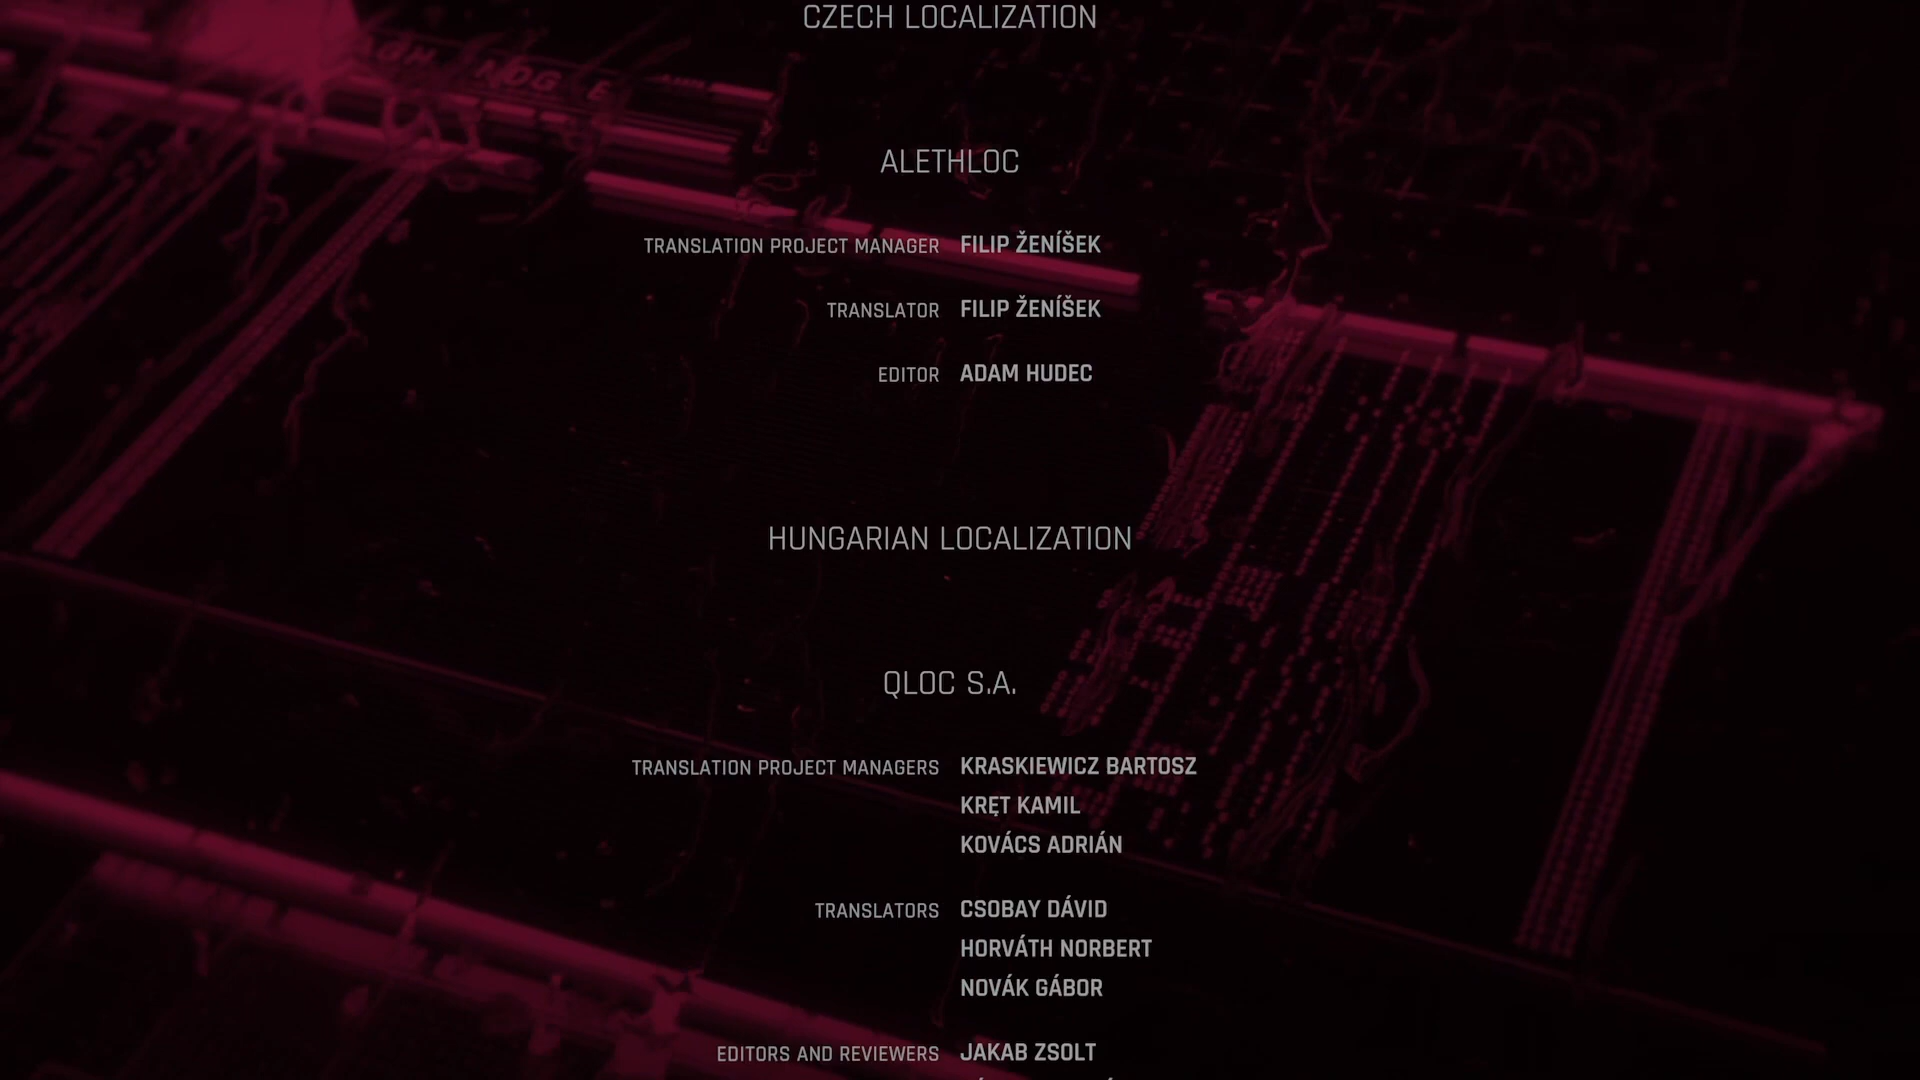 CZECH LOCALIZATION
ALETHLOC
TRANSLATION PROJECT MANAGER FILIP ŽENÍŠEK
TRANSLATOR FILIP ŽENÍŠEK
EDITOR ADAM HUDEC
HUNGARIAN LOCALIZATION
QLOC S.A.
TRANSLATION PROJECT MANAGERS KRASKIEWICZ BARTOSZ
KRĘT KAMIL
KOVÁCS ADRIÁN
TRANSLATORS CSOBAY DÁVID
HORVÁTH NORBERT
NOVÁK GÁBOR
EDITORS AND REVIEWERS JAKAB ZSOLT